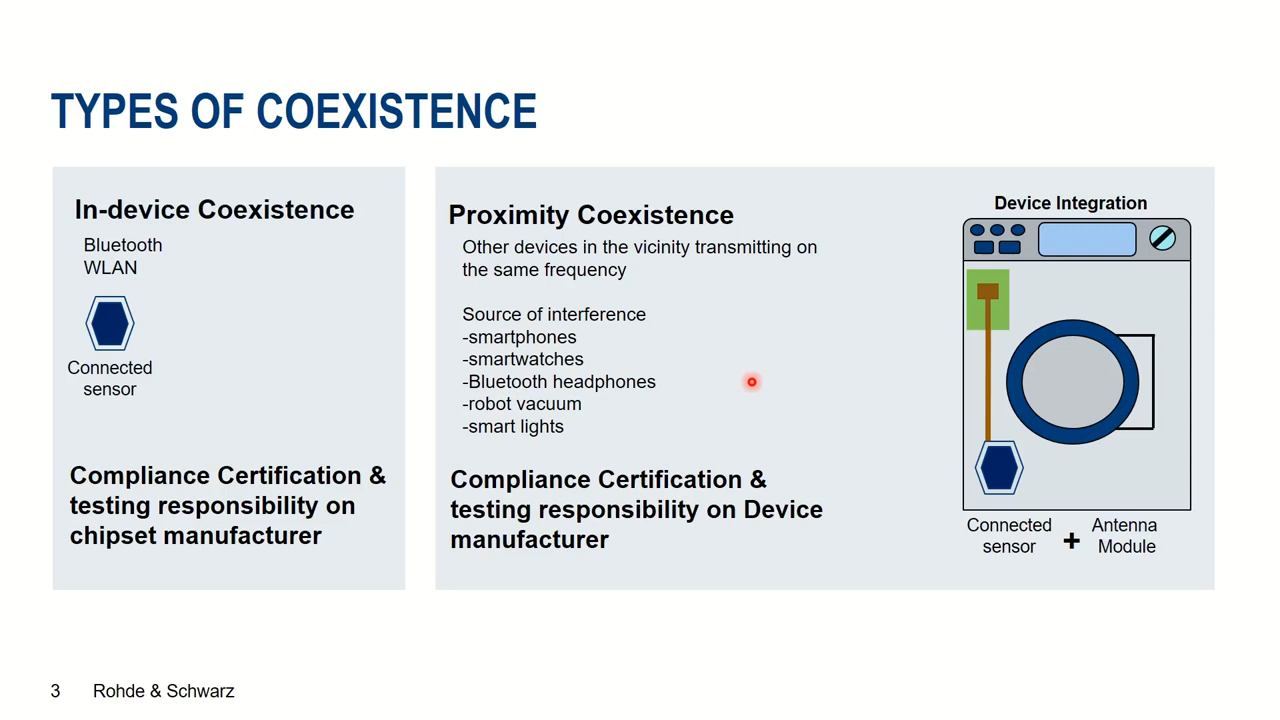 TYPES OF COEXISTENCE
In-device Coexistence
Bluetooth
WLAN
Connected
sensor
Compliance Certification &
testing responsibility on
chipset manufacturer
Proximity Coexistence
Other devices in the vicinity transmitting on
the same frequency
Source of interference
-smartphones
-smartwatches
-Bluetooth headphones
-robot vacuum
-smart lights
Compliance Certification &
testing responsibility on Device
manufacturer
Device Integration
Connected
sensor
+
Antenna
Module
3 Rohde & Schwarz